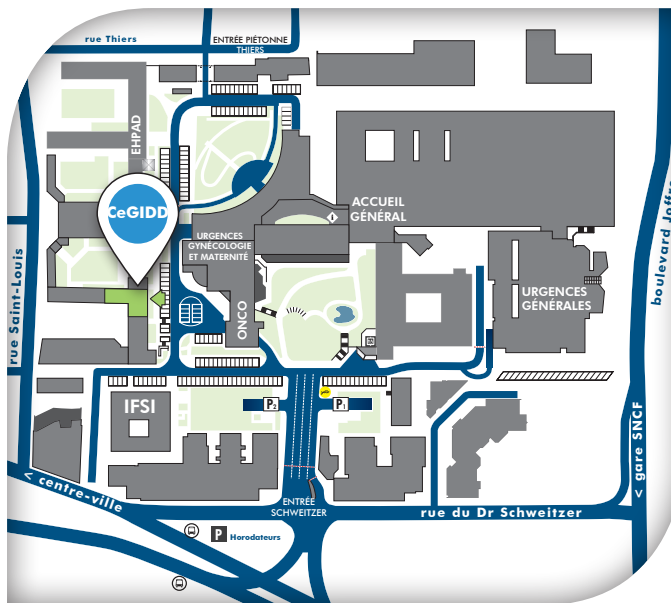 rue Thiers
ENTRÉE PIÉTONNE
THIERS
EHPAD
CeGIDD
ACCUEIL
GÉNÉRAL
i
URGENCES
GYNÉCOLOGIE
ET MATERNITÉ
URGENCES
GÉNÉRALES
ONCO
boulevard Joffre
rue Saint-Louis
IFSI
P2
P1
< centre-ville
ENTRÉE
SCHWEITZER
rue du Dr Schweitzer
< gare SNCF
P Horodateurs